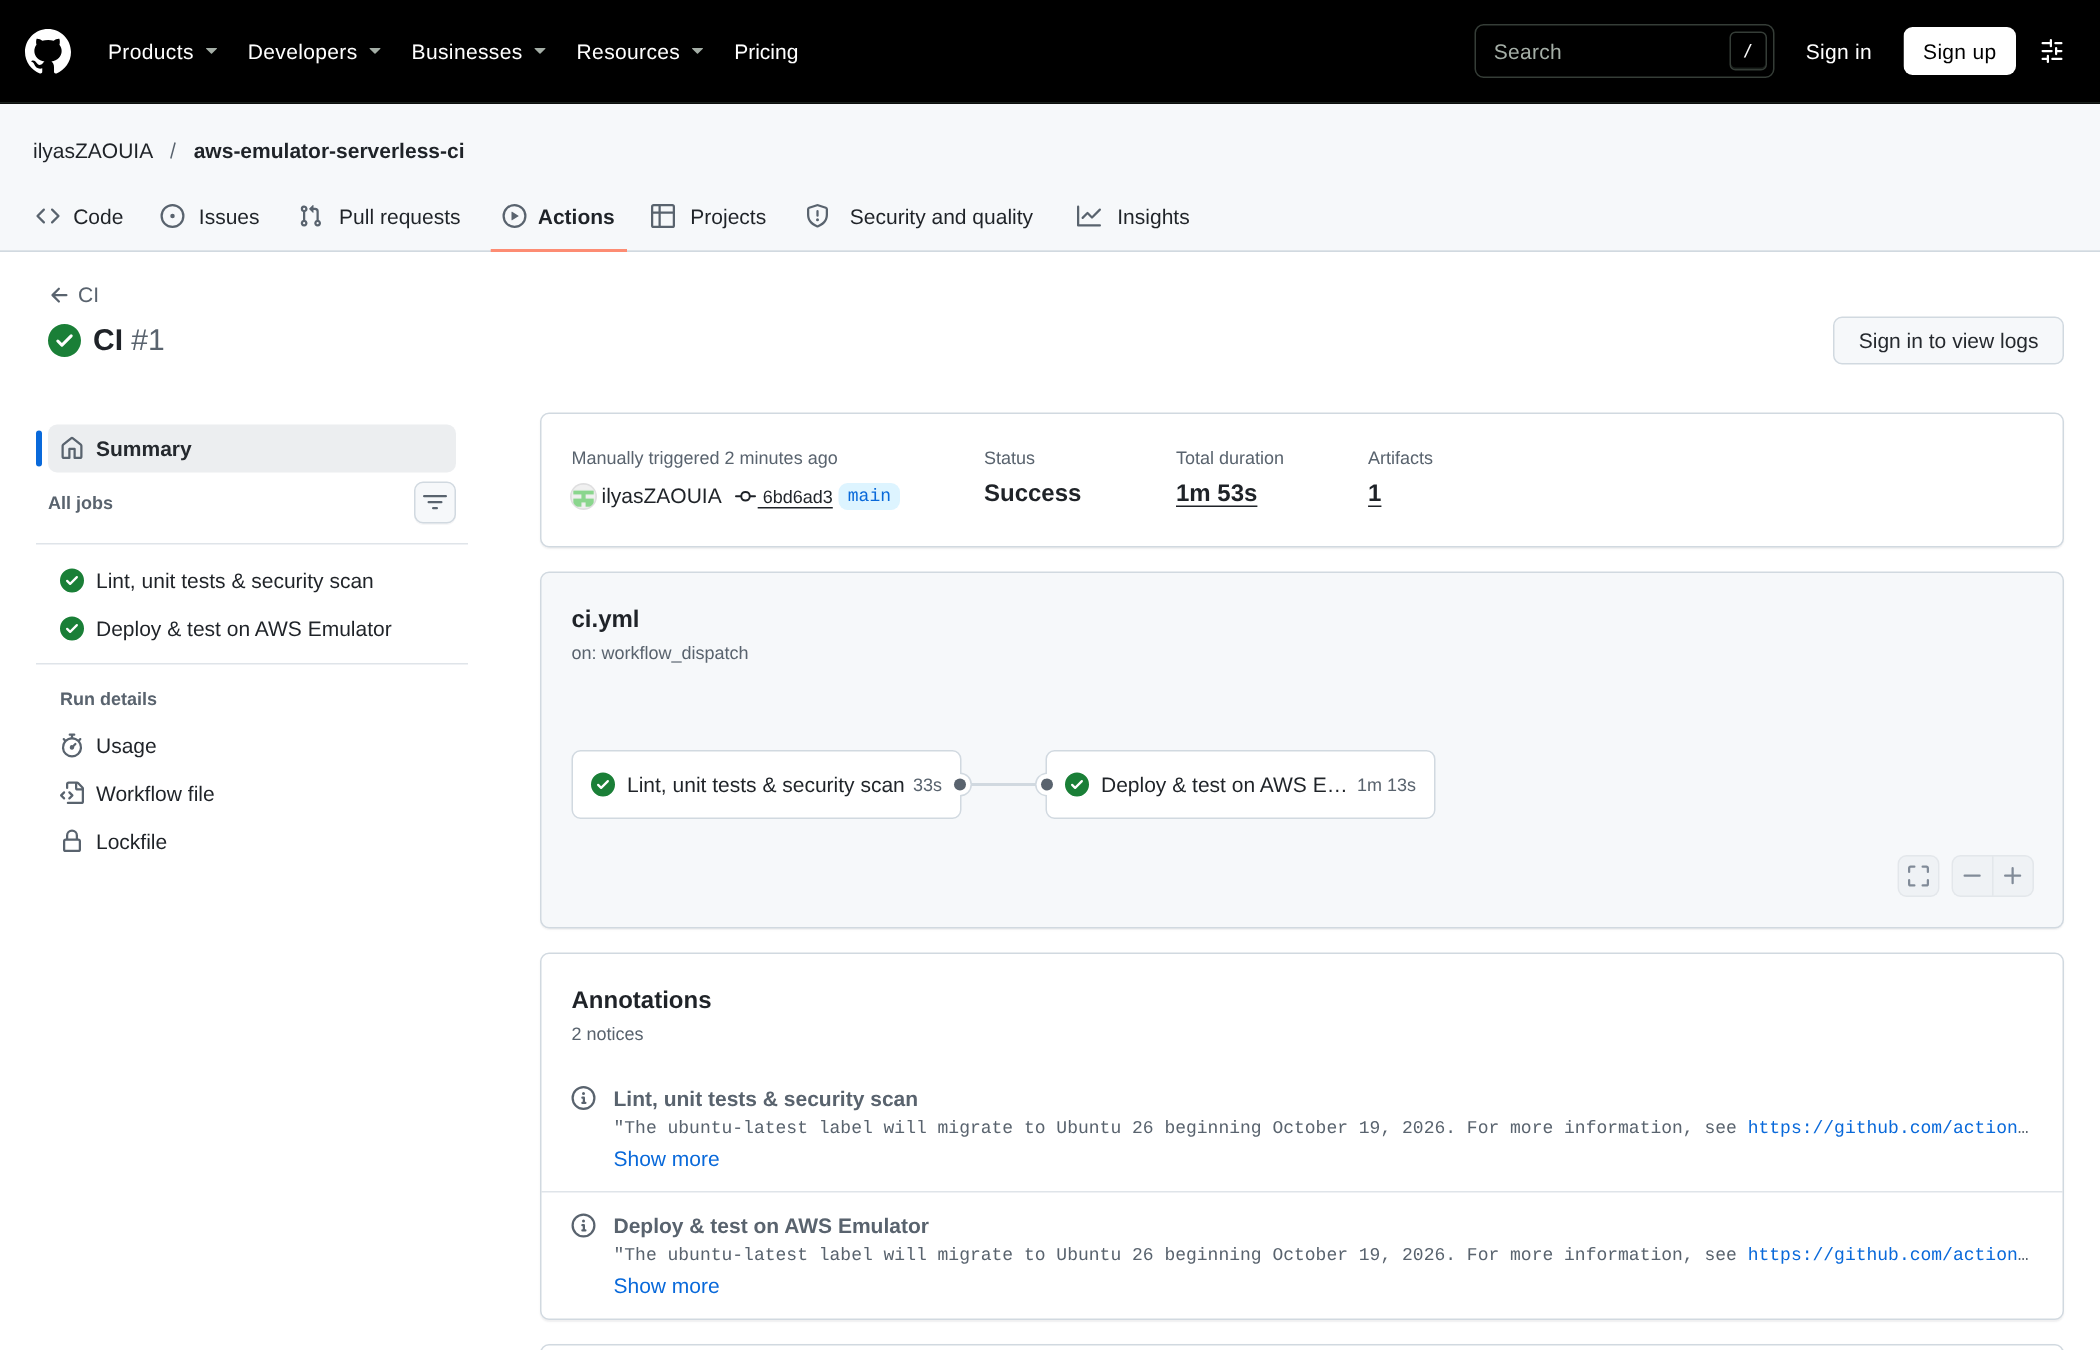 Products Developers Businesses Resources Pricing Search / Sign in Sign up
ilyasZAOUIA / aws-emulator-serverless-ci
Code Issues Pull requests Actions Projects Security and quality Insights
CI
CI #1
Sign in to view logs
Summary
All jobs
Lint, unit tests & security scan
Deploy & test on AWS Emulator
Run details
Usage
Workflow file
Lockfile
Manually triggered 2 minutes ago
ilyasZAOUIA 6bd6ad3 main
Status
Success
Total duration
1m 53s
Artifacts
1
ci.yml
on: workflow_dispatch
Lint, unit tests & security scan 33s
Deploy & test on AWS E… 1m 13s
Annotations
2 notices
Lint, unit tests & security scan
"The ubuntu-latest label will migrate to Ubuntu 26 beginning October 19, 2026. For more information, see https://github.com/action…
Show more
Deploy & test on AWS Emulator
"The ubuntu-latest label will migrate to Ubuntu 26 beginning October 19, 2026. For more information, see https://github.com/action…
Show more